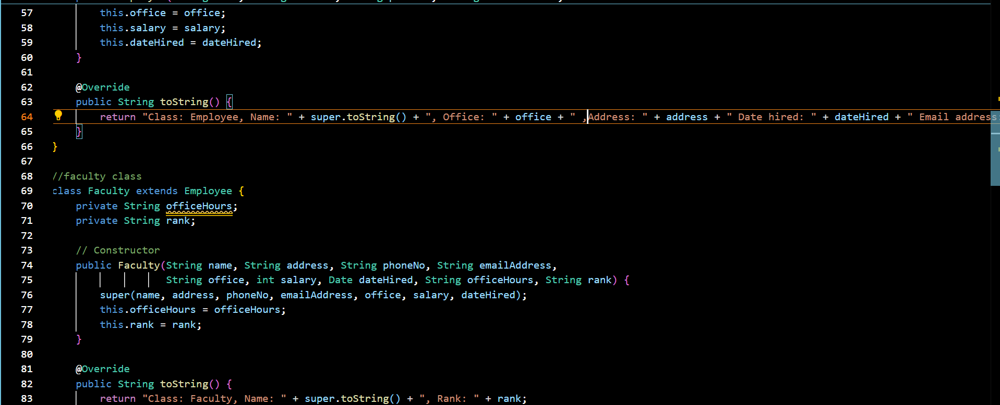 57 this.office = office;
58 this.salary = salary;
59 this.dateHired = dateHired;
60 }
61
62 @Override
63 public String toString() {
64 return "Class: Employee, Name: " + super.toString() + ", Office: " + office + " ,Address: " + address + " Date hired: " + dateHired + " Email address:
65 }
66 }
67
68 //faculty class
69 class Faculty extends Employee {
70 private String officeHours;
71 private String rank;
72
73 // Constructor
74 public Faculty(String name, String address, String phoneNo, String emailAddress,
75 String office, int salary, Date dateHired, String officeHours, String rank) {
76 super(name, address, phoneNo, emailAddress, office, salary, dateHired);
77 this.officeHours = officeHours;
78 this.rank = rank;
79 }
80
81 @Override
82 public String toString() {
83 return "Class: Faculty, Name: " + super.toString() + ", Rank: " + rank;